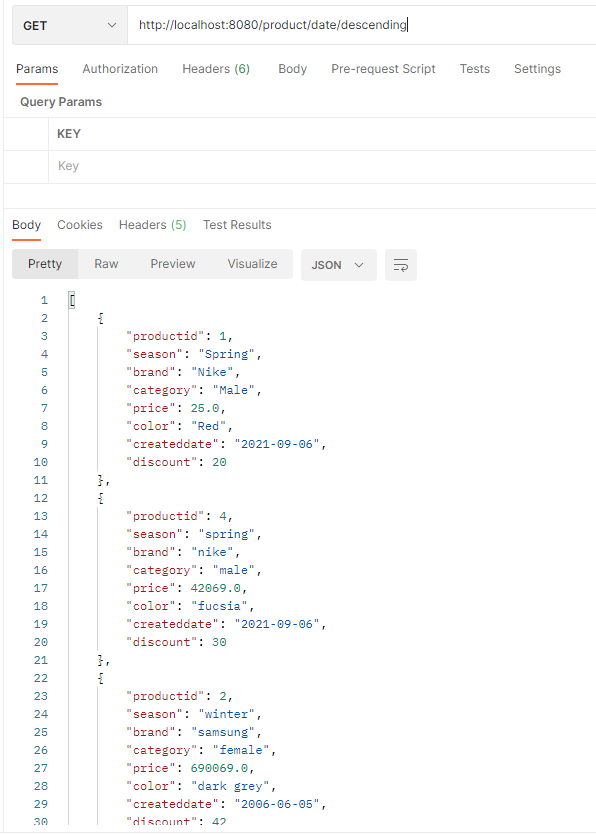 GET http://localhost:8080/product/date/descending
Params Authorization Headers (6) Body Pre-request Script Tests Settings
Query Params
KEY
Key
Body Cookies Headers (5) Test Results
Pretty Raw Preview Visualize JSON
1 [
2 {
3 "productid": 1,
4 "season": "Spring",
5 "brand": "Nike",
6 "category": "Male",
7 "price": 25.0,
8 "color": "Red",
9 "createddate": "2021-09-06",
10 "discount": 20
11 },
12 {
13 "productid": 4,
14 "season": "spring",
15 "brand": "nike",
16 "category": "male",
17 "price": 42069.0,
18 "color": "fucsia",
19 "createddate": "2021-09-06",
20 "discount": 30
21 },
22 {
23 "productid": 2,
24 "season": "winter",
25 "brand": "samsung",
26 "category": "female",
27 "price": 690069.0,
28 "color": "dark grey",
29 "createddate": "2006-06-05",
30 "discount": 42